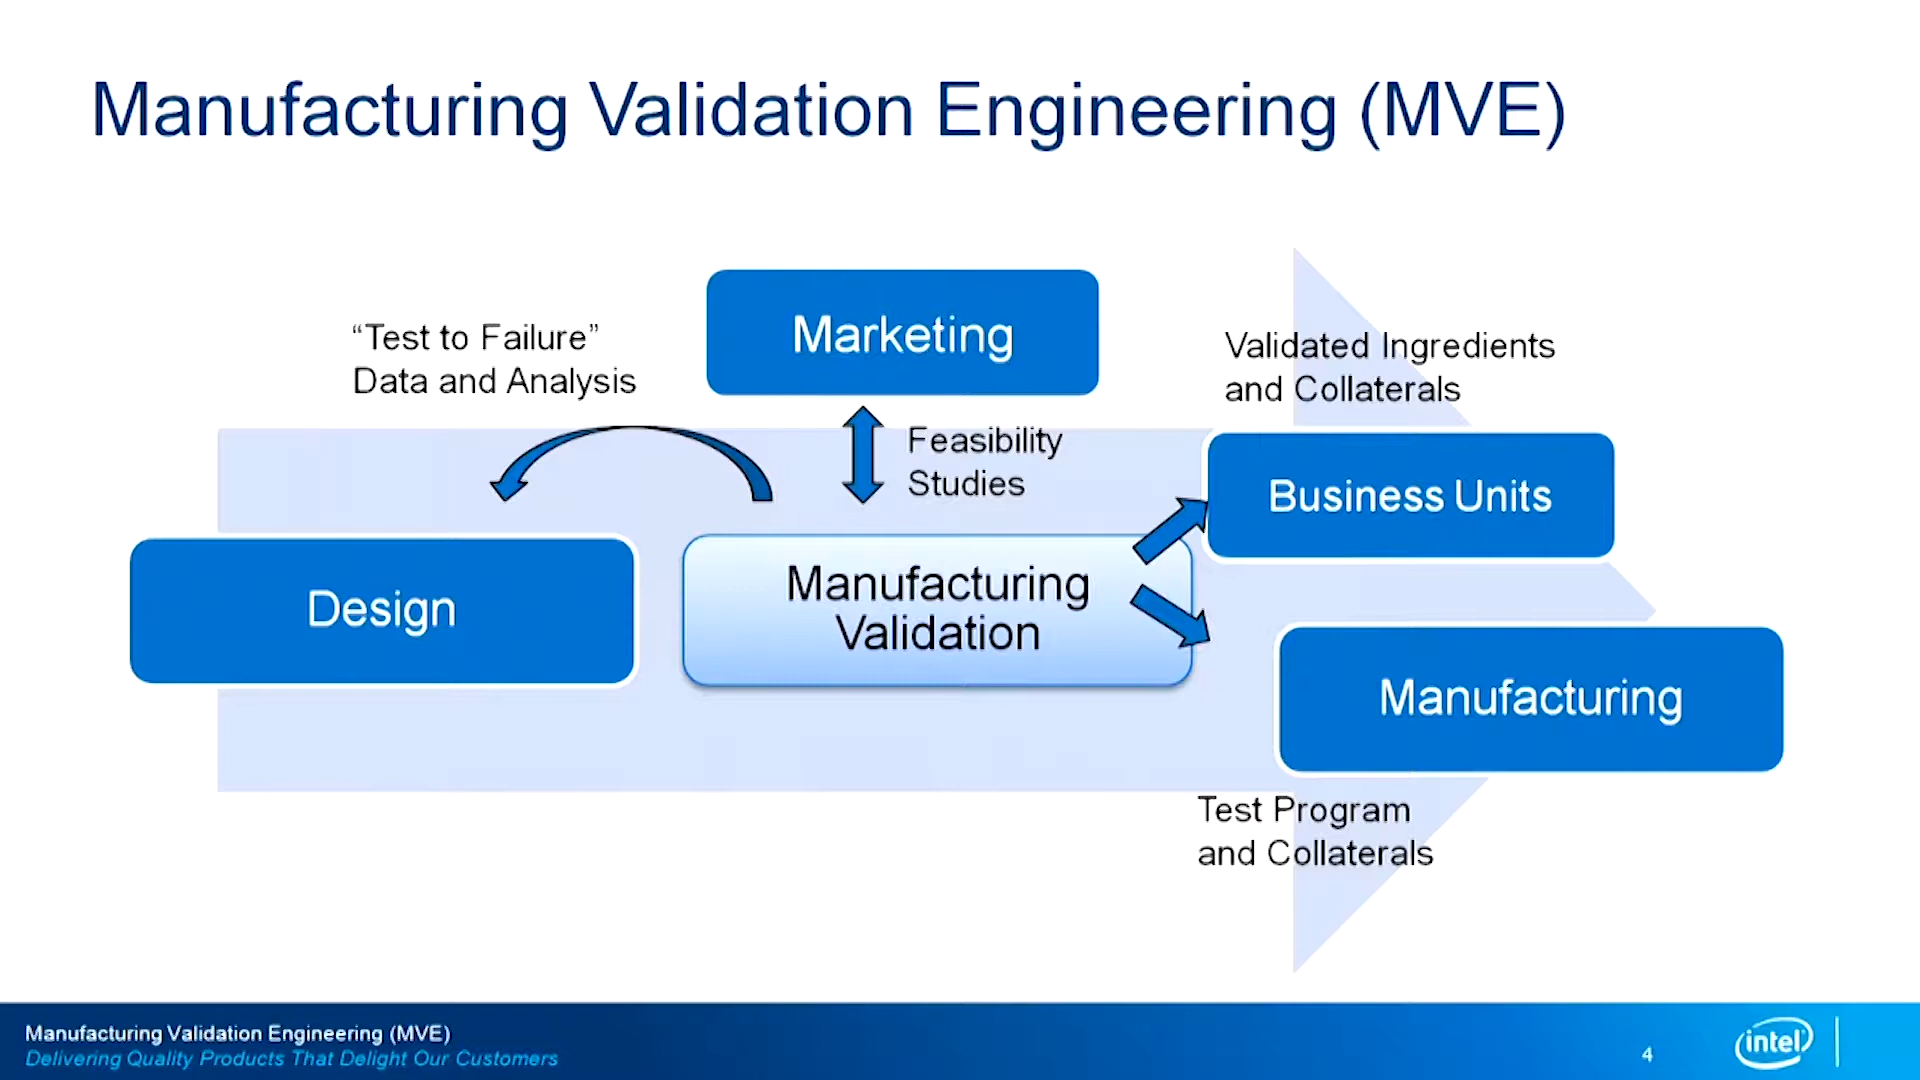 Manufacturing Validation Engineering (MVE)
“Test to Failure”
Data and Analysis
Marketing
Feasibility
Studies
Validated Ingredients
and Collaterals
Business Units
Design
Manufacturing
Validation
Manufacturing
Test Program
and Collaterals
Manufacturing Validation Engineering (MVE)
Delivering Quality Products That Delight Our Customers
4
intel